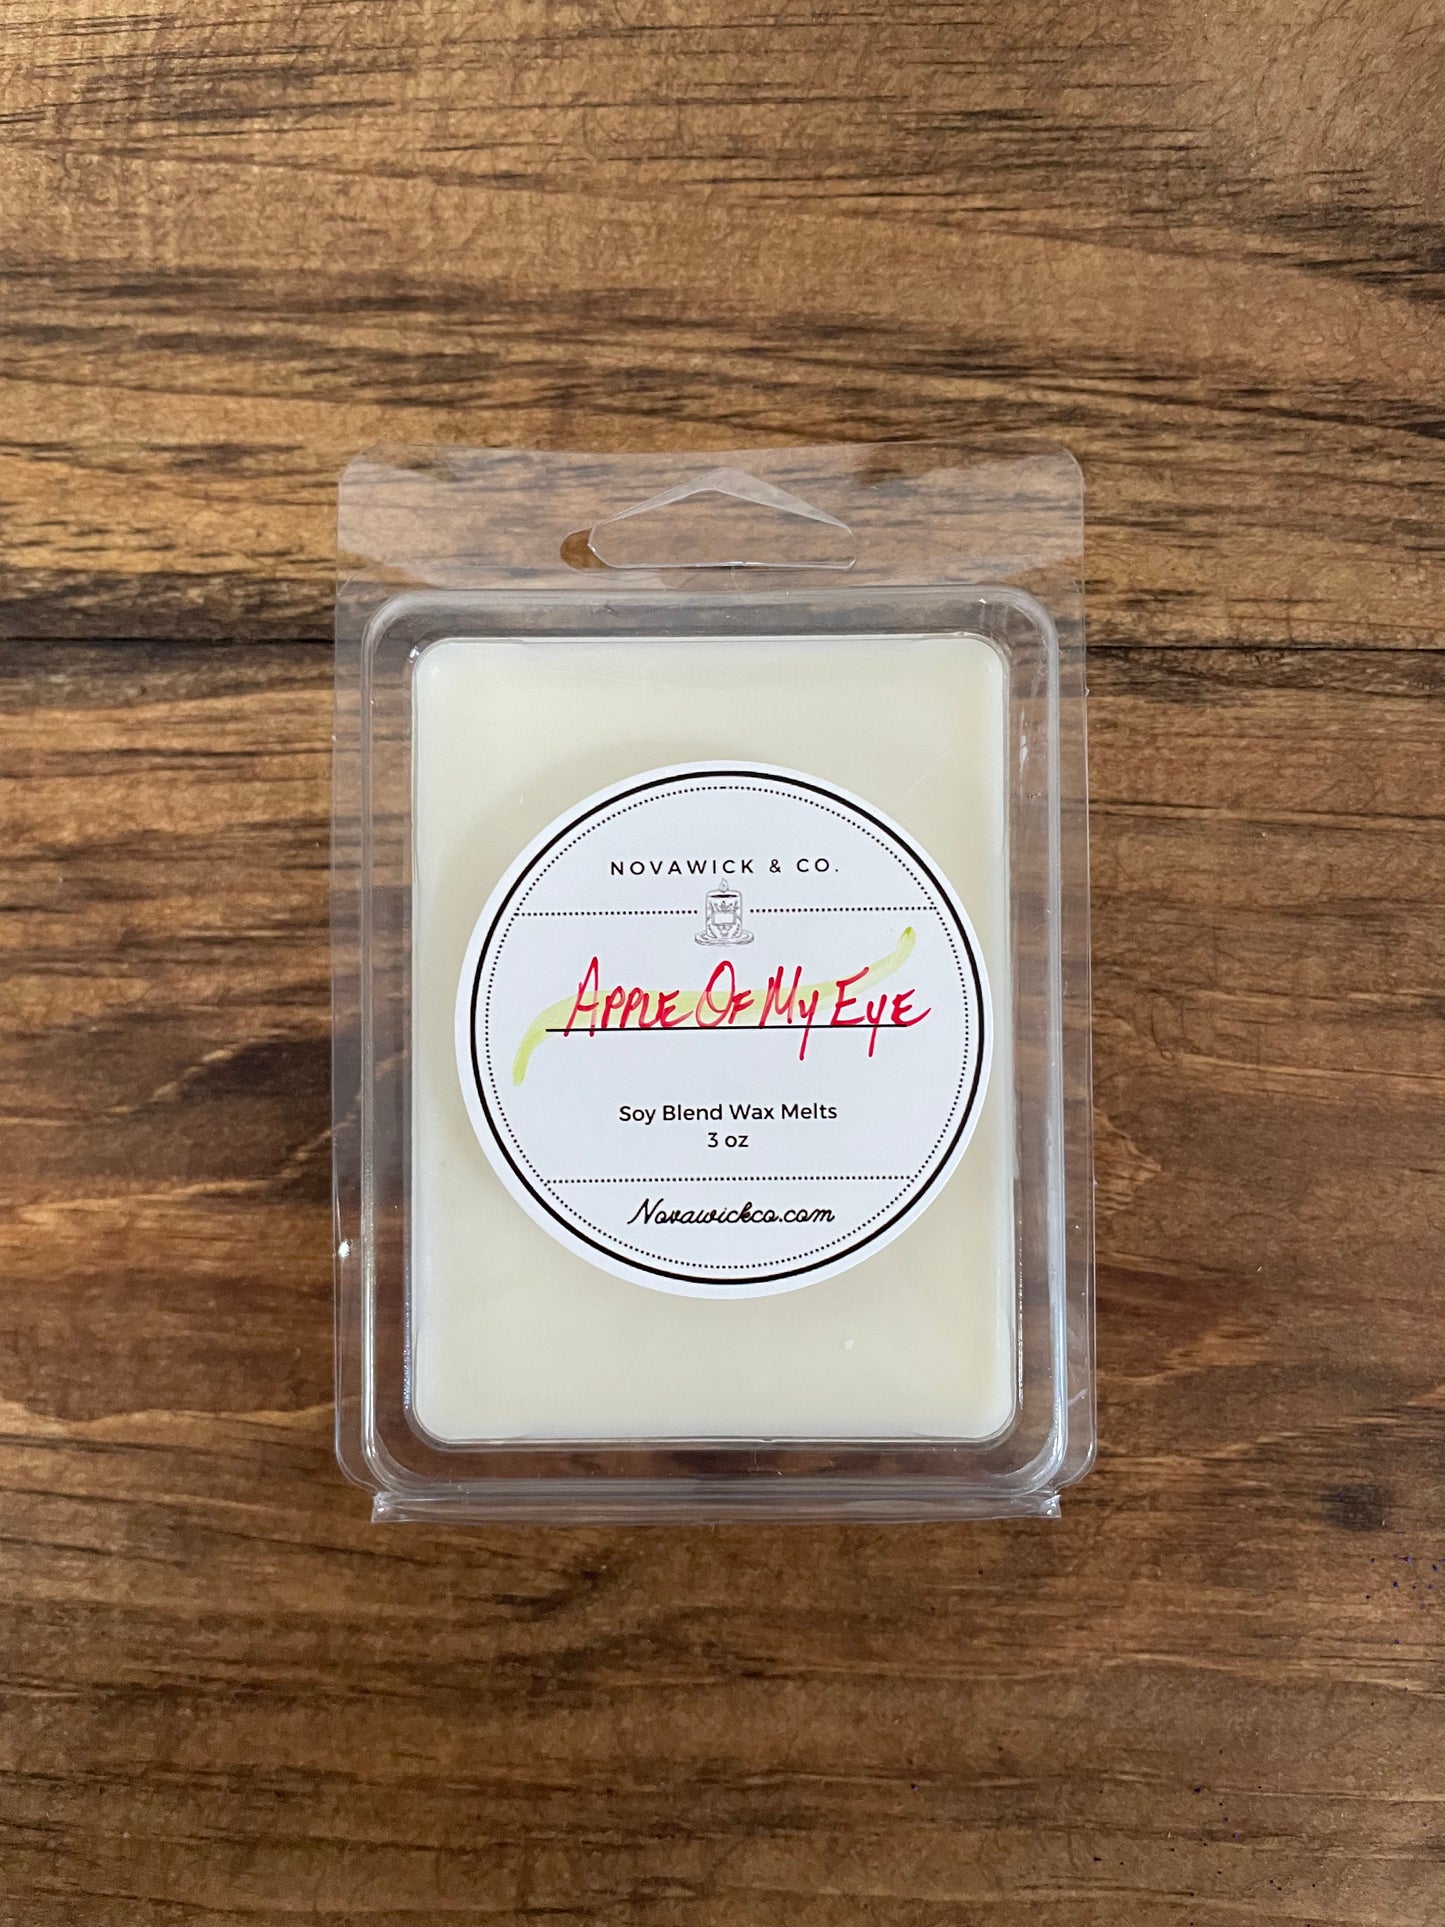 NOVAWICK & CO.
Apple Of My Eye
Soy Blend Wax Melts
3 oz
Novawickco.com